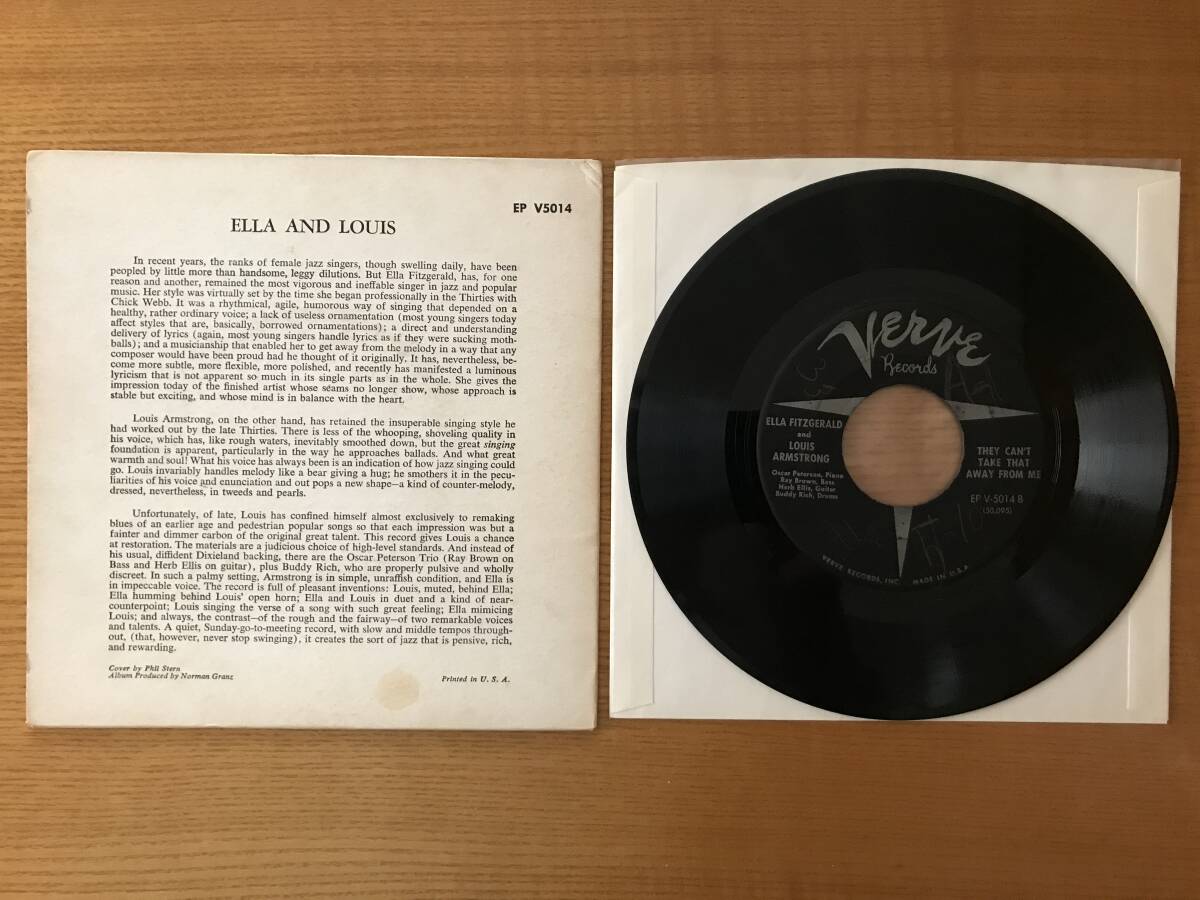 EP V5014
ELLA AND LOUIS
In recent years, the ranks of female jazz singers, though swelling daily, have been
peopled by little more than handsome, leggy dilutions. But Ella Fitzgerald, has, for one
reason and another, remained the most vigorous and ineffable singer in jazz and popular
music. Her style was virtually set by the time she began professionally in the Thirties with
Chick Webb. It was a rhythmical, agile, humorous way of singing that depended on a
healthy, rather ordinary voice; a lack of useless ornamentation (most young singers today
affect styles that are, basically, borrowed ornamentations); a direct and understanding
delivery of lyrics (again, most young singers handle lyrics as if they were sucking moth-
balls); and a musicianship that enabled her to get away from the melody in a way that any
composer would have been proud had he thought of it originally. It has, nevertheless, be-
come more subtle, more flexible, more polished, and recently has manifested a luminous
lyricism that is not apparent so much in its single parts as in the whole. She gives the
impression today of the finished artist whose seams no longer show, whose approach is
stable but exciting, and whose mind is in balance with the heart.
Louis Armstrong, on the other hand, has retained the insuperable singing style he
had worked out by the late Thirties. There is less of the whooping, shoveling quality in
his voice, which has, like rough waters, inevitably smoothed down, but the great singing
foundation is apparent, particularly in the way he approaches ballads. And what great
warmth and soul! What his voice has always been is an indication of how jazz singing could
go. Louis invariably handles melody like a bear giving a hug; he smothers it in the pecu-
liarities of his voice and enunciation and out pops a new shape—a kind of counter-melody,
dressed, nevertheless, in tweeds and pearls.
Unfortunately, of late, Louis has confined himself almost exclusively to remaking
blues of an earlier age and pedestrian popular songs so that each impression was but a
fainter and dimmer carbon of the original great talent. This record gives Louis a chance
at restoration. The materials are a judicious choice of high-level standards. And instead of
his usual, diffident Dixieland backing, there are the Oscar Peterson Trio (Ray Brown on
Bass and Herb Ellis on guitar), plus Buddy Rich, who are properly pulsive and wholly
discreet. In such a palmy setting, Armstrong is in simple, unraffish condition, and Ella is
in impeccable voice. The record is full of pleasant inventions: Louis, muted, behind Ella;
Ella humming behind Louis' open horn; Ella and Louis in duet and a kind of near-
counterpoint; Louis singing the verse of a song with such great feeling; Ella mimicing
Louis; and always, the contrast—of the rough and the fairway—of two remarkable voices
and talents. A quiet, Sunday-go-to-meeting record, with slow and middle tempos through-
out, (that, however, never stop swinging), it creates the sort of jazz that is pensive, rich,
and rewarding.
Cover by Phil Stern
Album Produced by Norman Granz
Printed in U. S. A.
VERVE
Records
ELLA FITZGERALD
and
LOUIS
ARMSTRONG
Oscar Peterson, Piano
Ray Brown, Bass
Herb Ellis, Guitar
Buddy Rich, Drums
THEY CAN'T
TAKE THAT
AWAY FROM ME
EP V-5014 B
(50,095)
VERVE RECORDS, INC. MADE IN U.S.A.